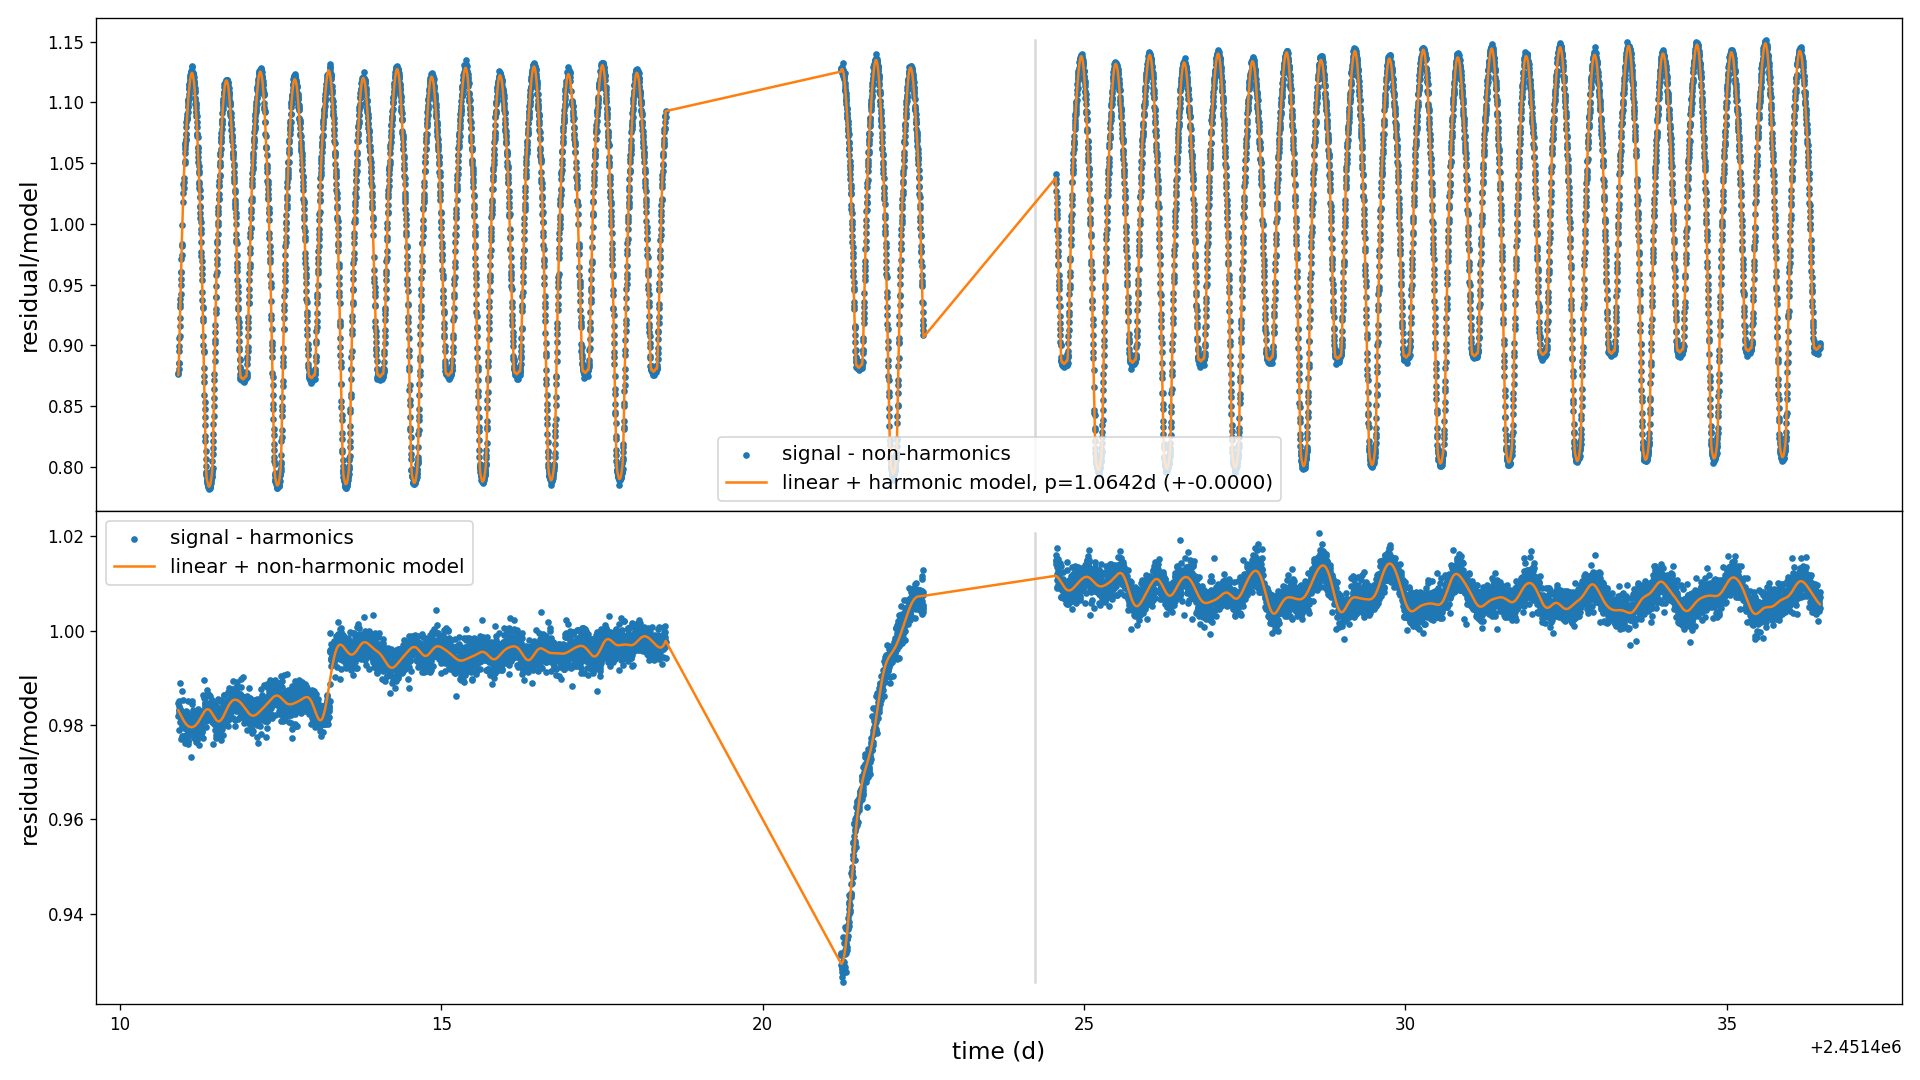 1.15
1.10
1.05
1.00
0.95
0.90
0.85
0.80
residual/model
signal - non-harmonics
linear + harmonic model, p=1.0642d (+-0.0000)
1.02
1.00
0.98
0.96
0.94
residual/model
signal - harmonics
linear + non-harmonic model
10
15
20
25
30
35
time (d)
+2.4514e6